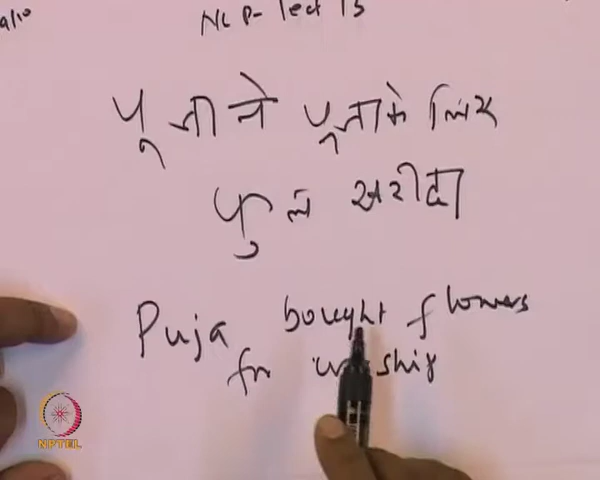 NLP- lect 15
पूजा ने पूजा के लिए
फुल खरीदा
Puja bought flowers
for worship
NPTEL